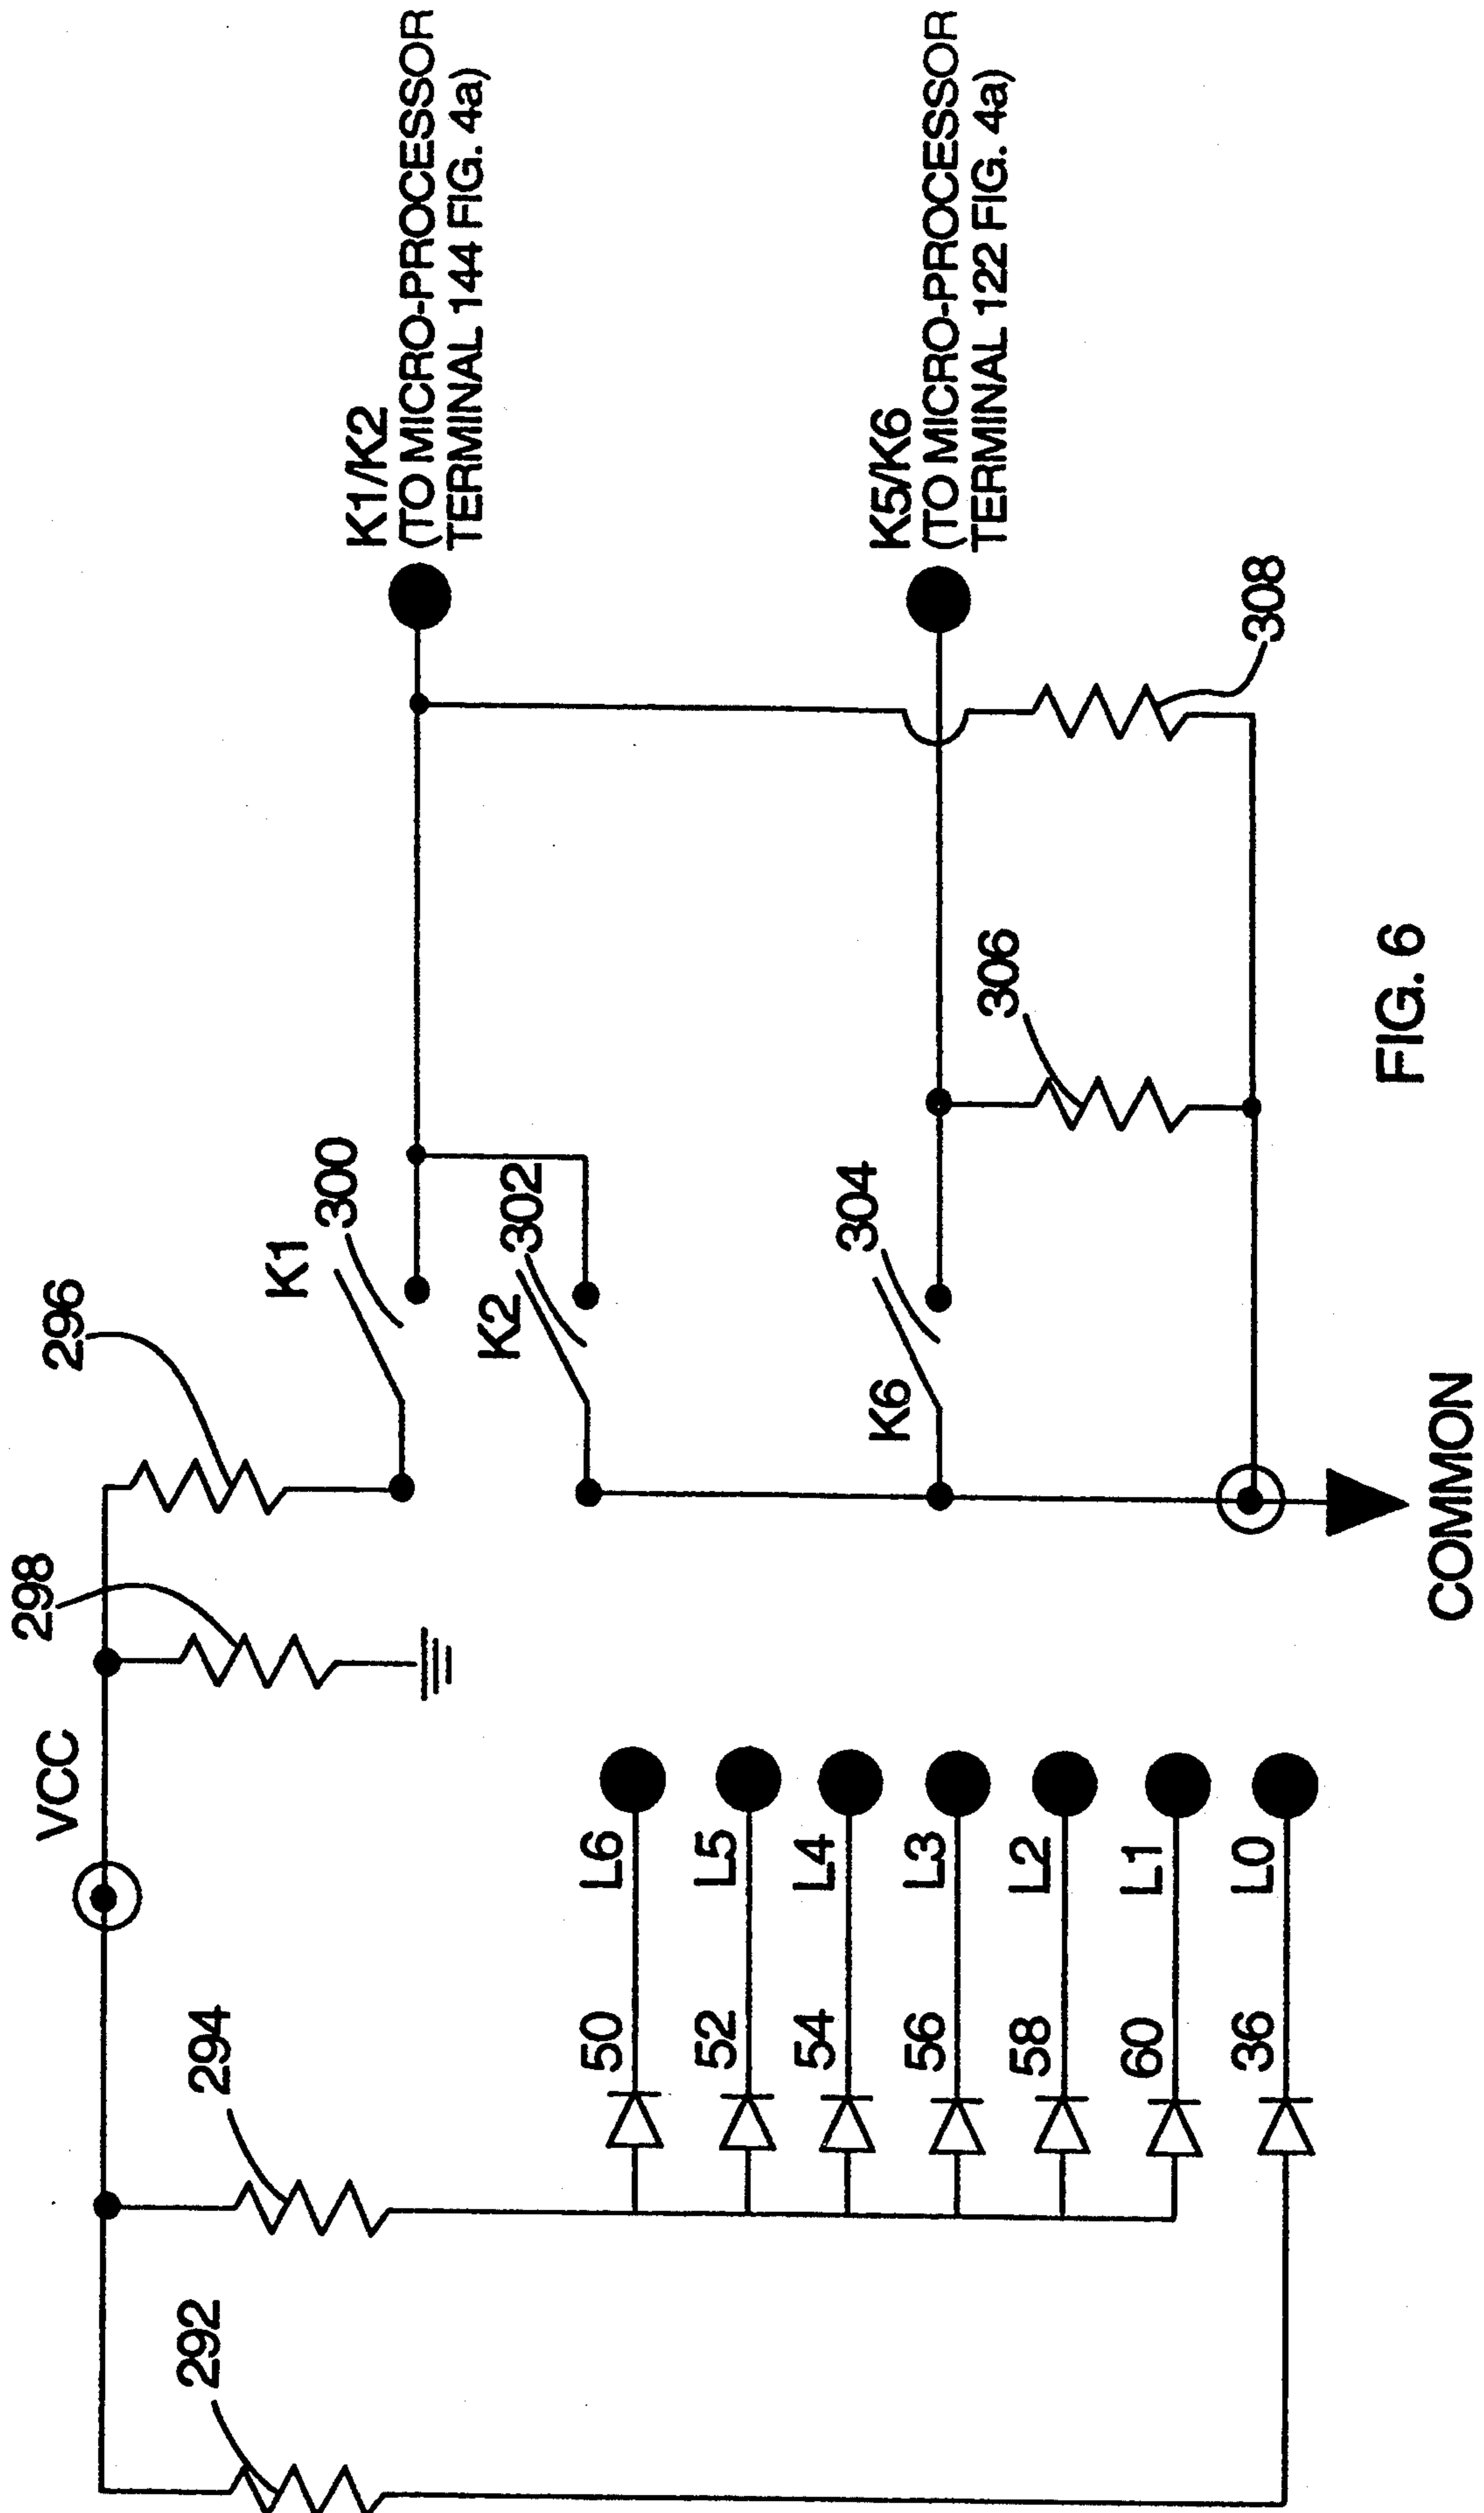 292
294
VCC
298
296
K1
300
K1/K2
(TO MICRO-PROCESSOR
TERMINAL 144 FIG. 4a)
K2
302
K6
304
K5/K6
(TO MICRO-PROCESSOR
TERMINAL 122 FIG. 4a)
306
308
50
L6
52
L5
54
L4
56
L3
58
L2
60
L1
36
L0
COMMON
FIG. 6